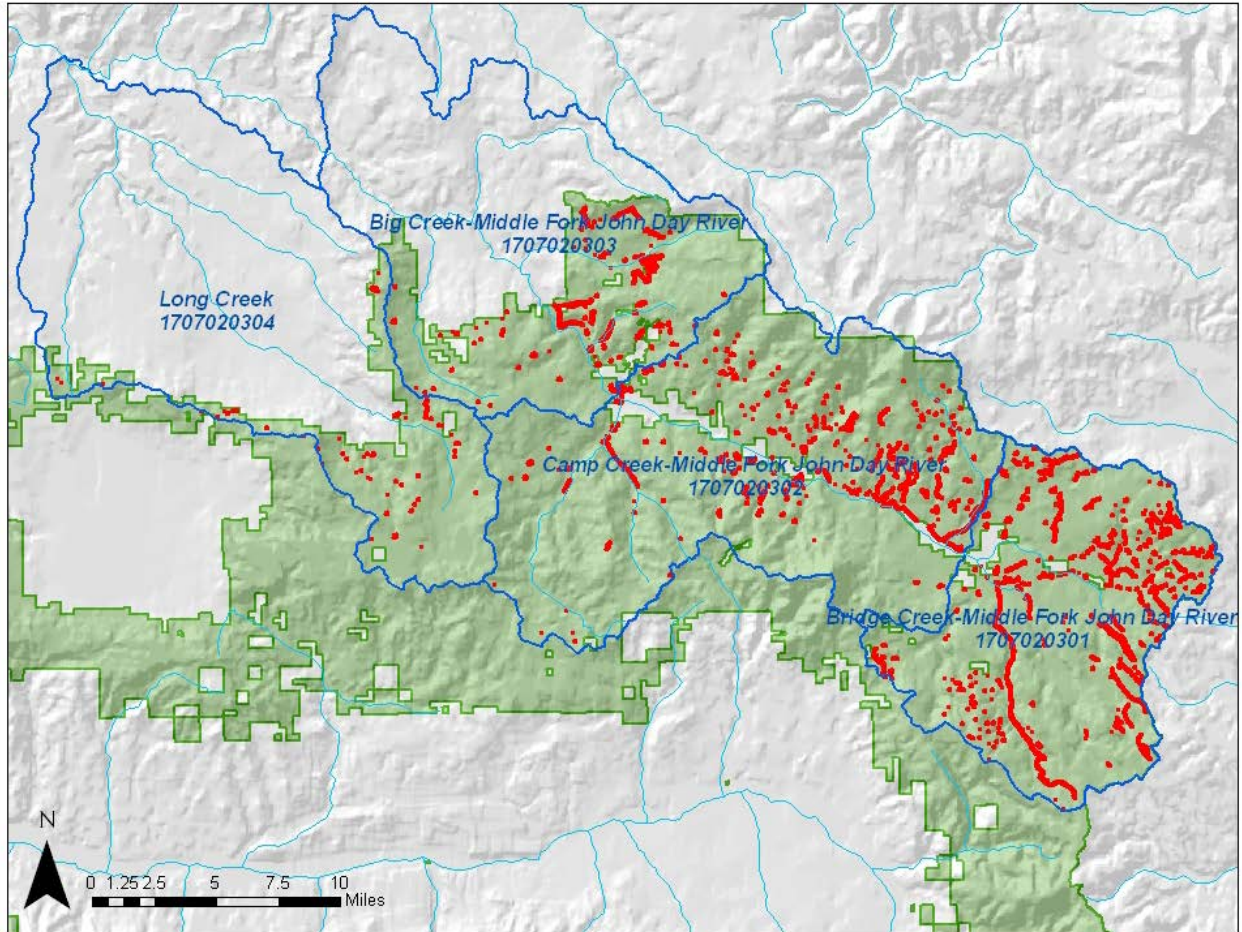 Big Creek-Middle Fork John Day River
1707020303
Long Creek
1707020304
Camp Creek-Middle Fork John Day River
1707020302
Bridge Creek-Middle Fork John Day River
1707020301
N
0 1.25 2.5 5 7.5 10
Miles